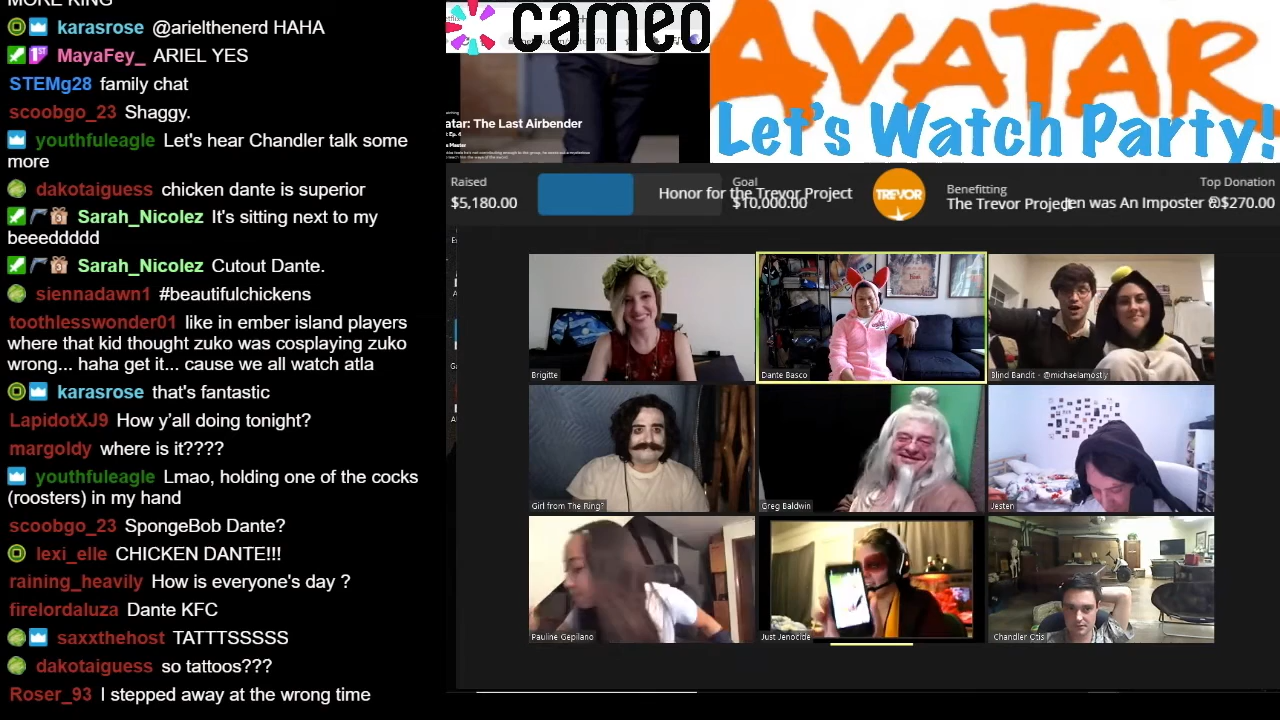 MORE KING
karasrose @arielthenerd HAHA
MayaFey_ ARIEL YES
STEMg28 family chat
scoobgo_23 Shaggy.
youthfuleagle Let's hear Chandler talk some
more
dakotaiguess chicken dante is superior
Sarah_Nicolez It's sitting next to my
beeeddddd
Sarah_Nicolez Cutout Dante.
siennadawn1 #beautifulchickens
toothlesswonder01 like in ember island players
where that kid thought zuko was cosplaying zuko
wrong... haha get it... cause we all watch atla
karasrose that's fantastic
LapidotXJ9 How y'all doing tonight?
margoldy where is it????
youthfuleagle Lmao, holding one of the cocks
(roosters) in my hand
scoobgo_23 SpongeBob Dante?
lexi_elle CHICKEN DANTE!!!
raining_heavily How is everyone's day ?
firelordaluza Dante KFC
saxxthehost TATTTSSSSS
dakotaiguess so tattoos???
Roser_93 I stepped away at the wrong time
cameo
AVATAR
Let's Watch Party!
atar: The Last Airbender
Raised
$5,180.00
Honor for the Trevor Project
Goal
$10,000.00
TREVOR
Benefitting
The Trevor Project
Top Donation
Jen was An Imposter
$270.00
Brigitte
Dante Basco
Blind Bandit - @michaelamostly
Girl from The Ring?
Greg Baldwin
Jesten
Pauline Gepilano
Just Jenocide
Chandler Otis